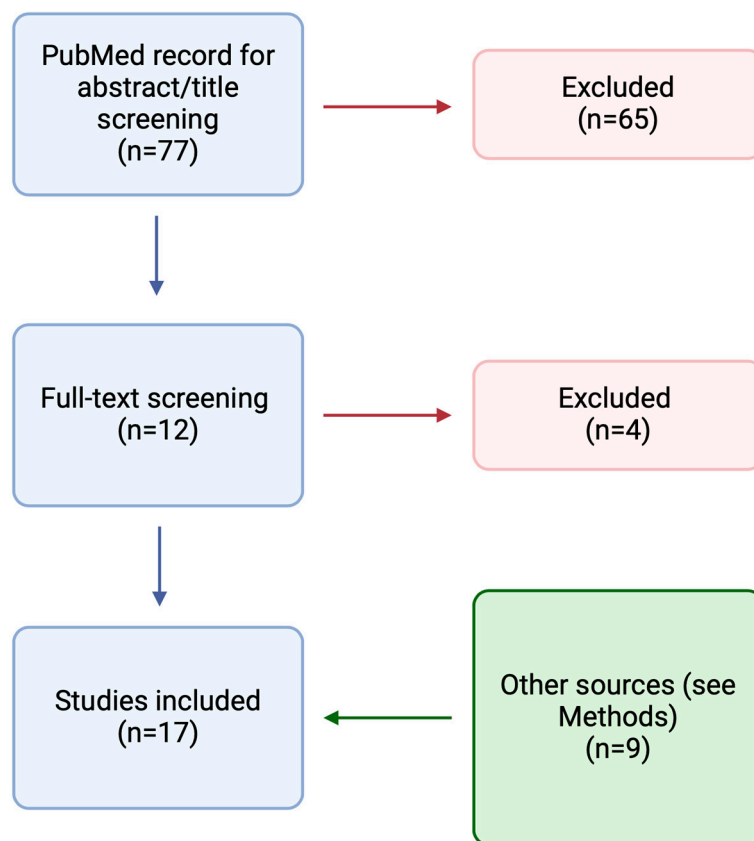 PubMed record for
abstract/title
screening
(n=77)
Excluded
(n=65)
Full-text screening
(n=12)
Excluded
(n=4)
Studies included
(n=17)
Other sources (see
Methods)
(n=9)